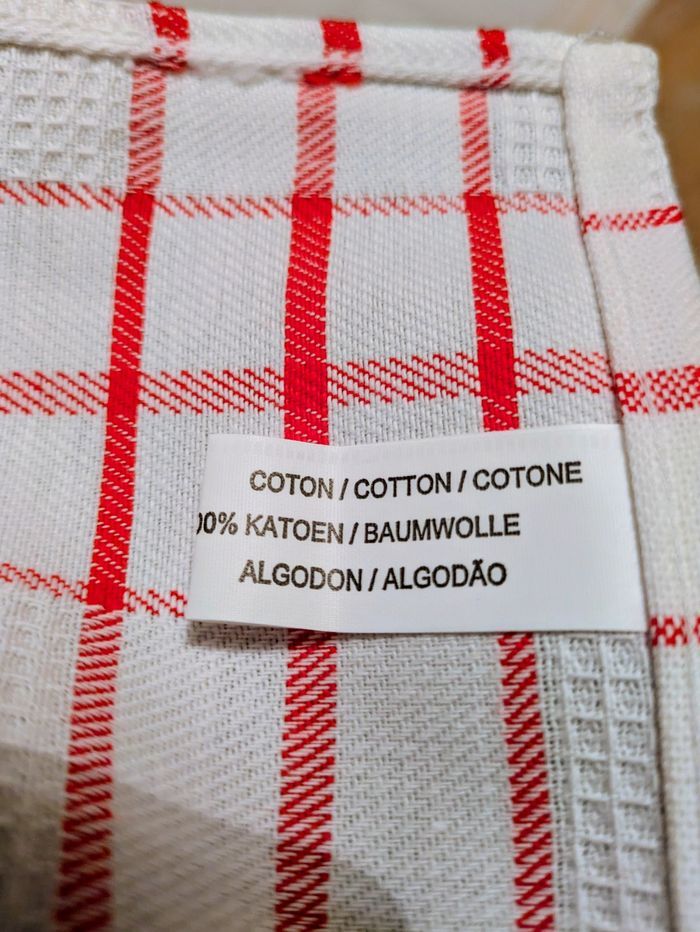 COTON / COTTON / COTONE
00% KATOEN / BAUMWOLLE
ALGODON / ALGODÃO